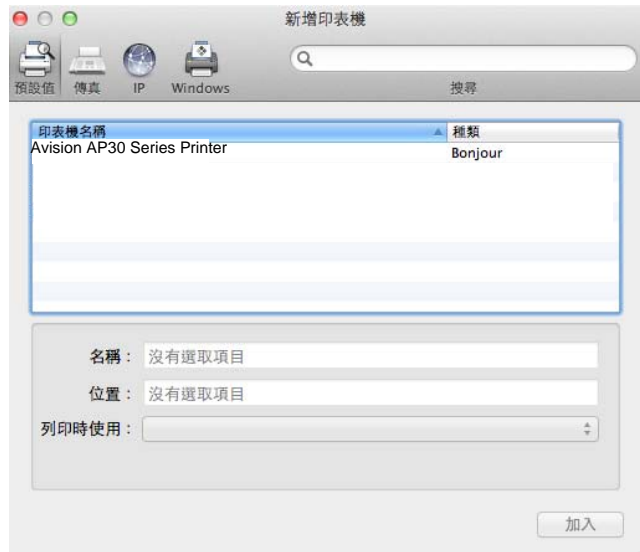 新增印表機
預設值 傳真 IP Windows 搜尋
印表機名稱 種類
Avision AP30 Series Printer Bonjour
名稱： 沒有選取項目
位置： 沒有選取項目
列印時使用：
加入